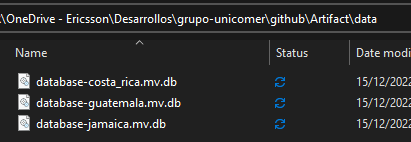 \OneDrive - Ericsson\Desarrollos\grupo-unicomer\github\Artifact\data
Name Status Date modi
database-costa_rica.mv.db 15/12/2022
database-guatemala.mv.db 15/12/2022
database-jamaica.mv.db 15/12/2022